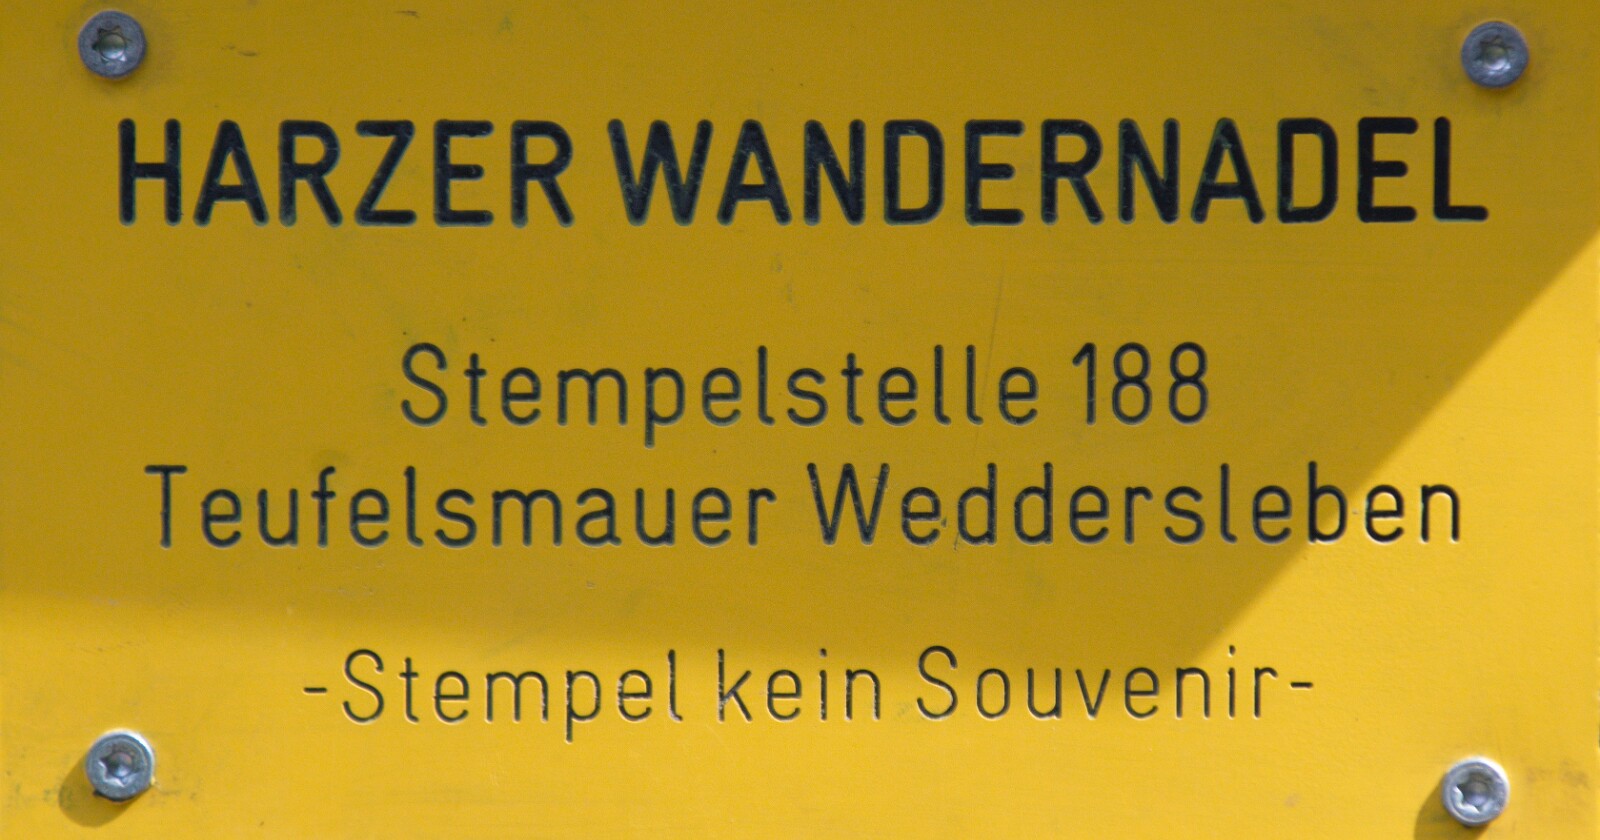 HARZER WANDERNADEL
Stempelstelle 188
Teufelsmauer Weddersleben
-Stempel kein Souvenir-